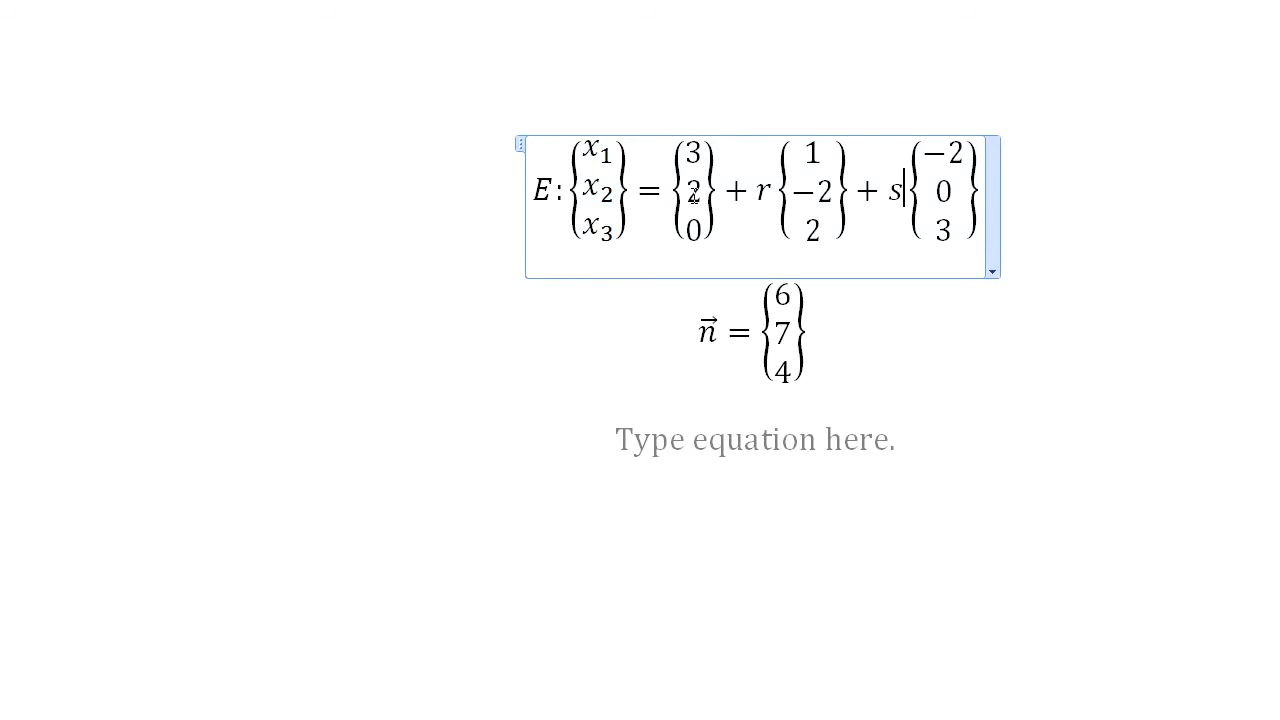 E: {x₁ x₂ x₃} = {3 2 0} + r {1 −2 2} + s {−2 0 3}
n⃗ = {6 7 4}
Type equation here.